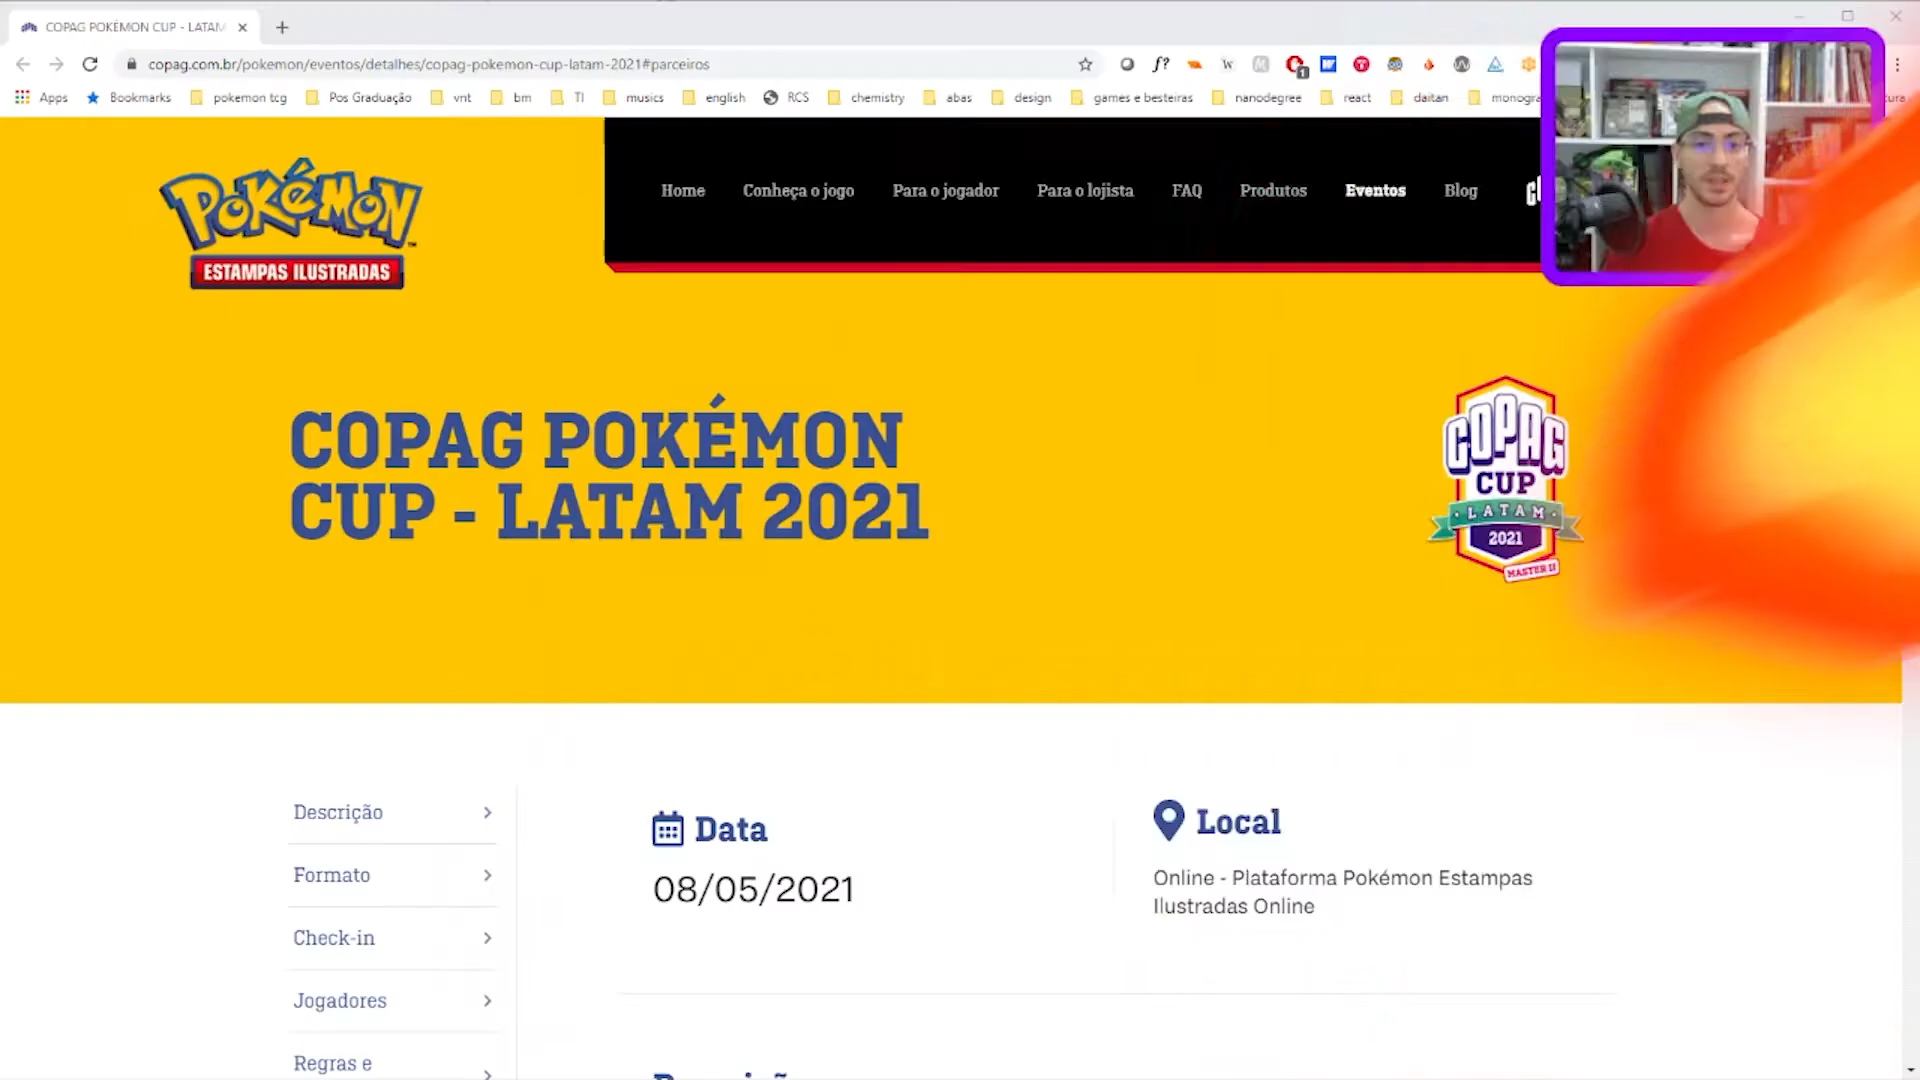 COPAG POKÉMON CUP - LATAM
copag.com.br/pokemon/eventos/detalhes/copag-pokemon-cup-latam-2021#parceiros
Apps Bookmarks pokemon tcg Pos Graduação vnt bm TI musics english RCS chemistry abas design games e besteiras nanodegree react daitan monogra
POKÉMON
ESTAMPAS ILUSTRADAS
Home Conheça o jogo Para o jogador Para o lojista FAQ Produtos Eventos Blog
COPAG POKÉMON
CUP - LATAM 2021
COPAG
CUP
LATAM
2021
MASTER II
Descrição
Formato
Check-in
Jogadores
Regras e
Data
08/05/2021
Local
Online - Plataforma Pokémon Estampas
Ilustradas Online